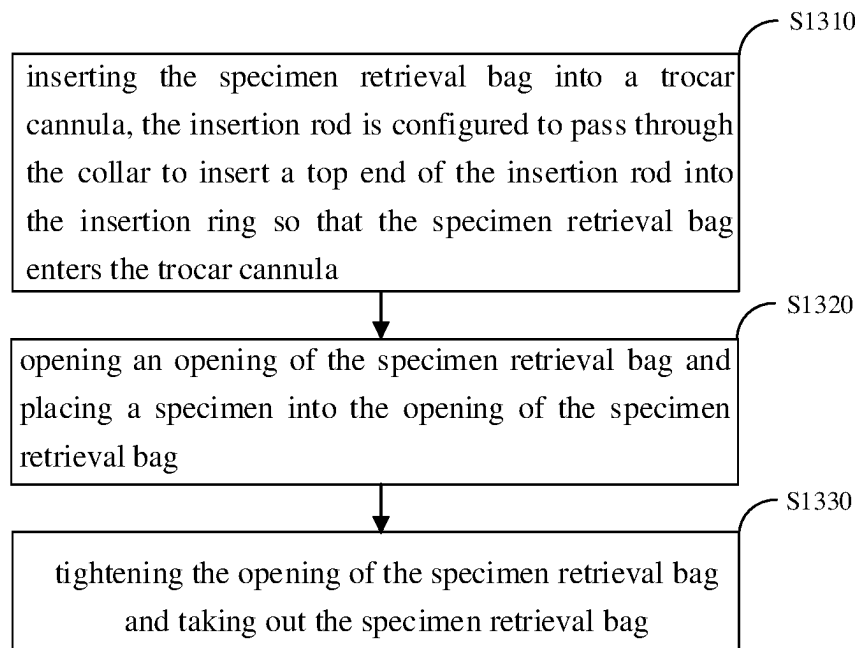 S1310
inserting the specimen retrieval bag into a trocar
cannula, the insertion rod is configured to pass through
the collar to insert a top end of the insertion rod into
the insertion ring so that the specimen retrieval bag
enters the trocar cannula
S1320
opening an opening of the specimen retrieval bag and
placing a specimen into the opening of the specimen
retrieval bag
S1330
tightening the opening of the specimen retrieval bag
and taking out the specimen retrieval bag